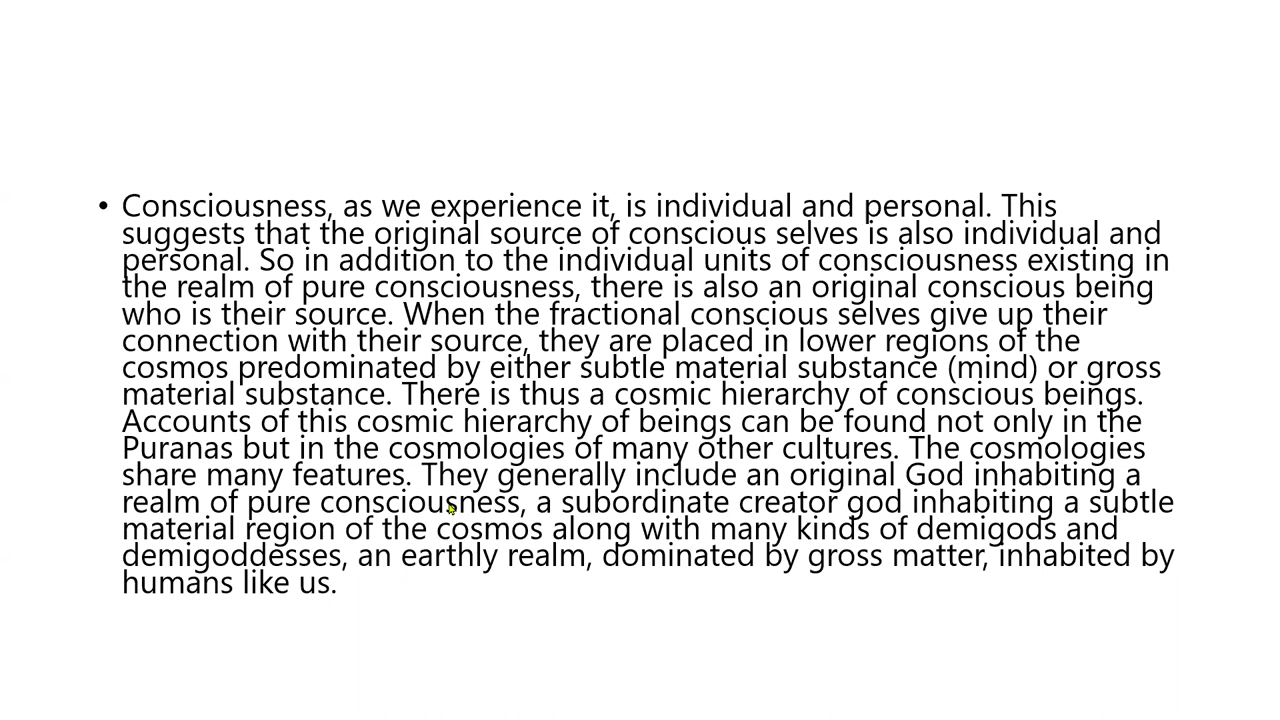 • Consciousness, as we experience it, is individual and personal. This
suggests that the original source of conscious selves is also individual and
personal. So in addition to the individual units of consciousness existing in
the realm of pure consciousness, there is also an original conscious being
who is their source. When the fractional conscious selves give up their
connection with their source, they are placed in lower regions of the
cosmos predominated by either subtle material substance (mind) or gross
material substance. There is thus a cosmic hierarchy of conscious beings.
Accounts of this cosmic hierarchy of beings can be found not only in the
Puranas but in the cosmologies of many other cultures. The cosmologies
share many features. They generally include an original God inhabiting a
realm of pure consciousness, a subordinate creator god inhabiting a subtle
material region of the cosmos along with many kinds of demigods and
demigoddesses, an earthly realm, dominated by gross matter, inhabited by
humans like us.